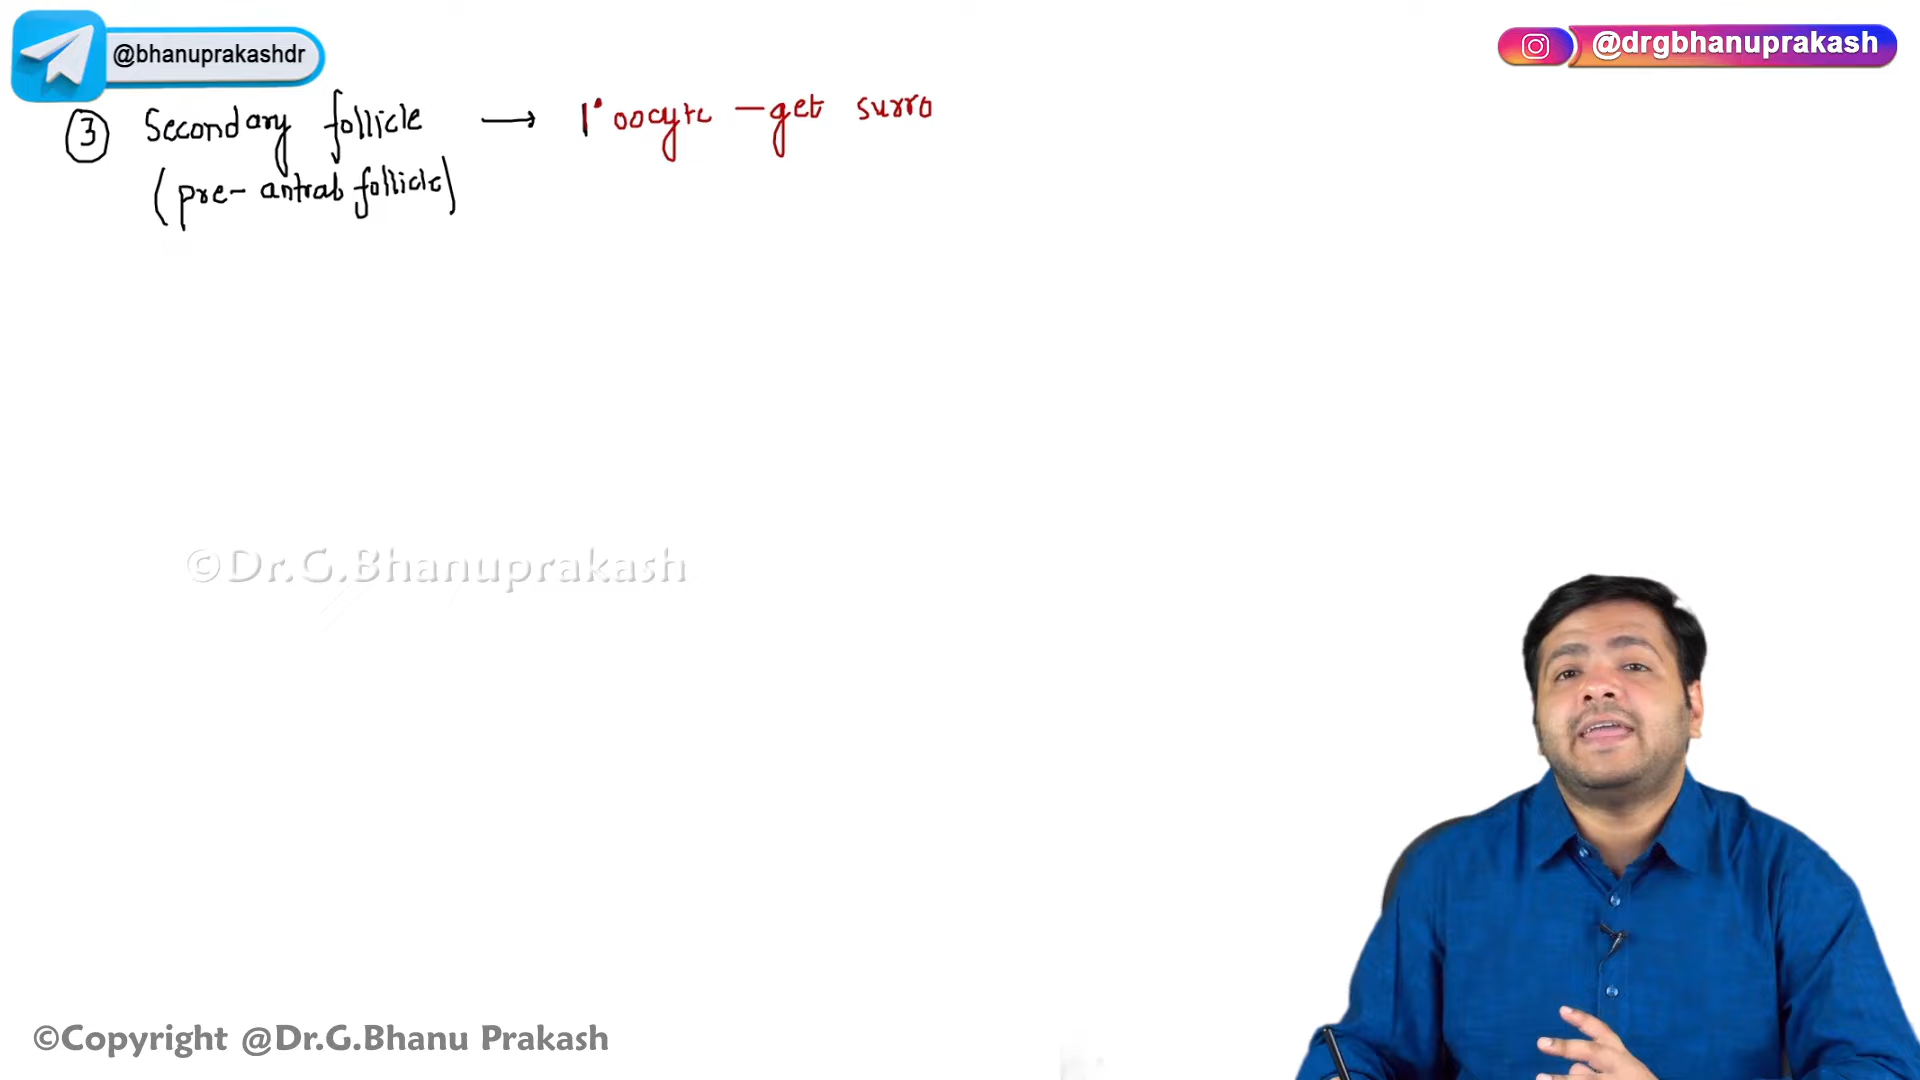 @bhanuprakashdr
@drgbhanuprakash
3 Secondary follicle → 1° oocyte – get surro
(pre-antral follicle)
©Dr.G.Bhanuprakash
©Copyright @Dr.G.Bhanu Prakash